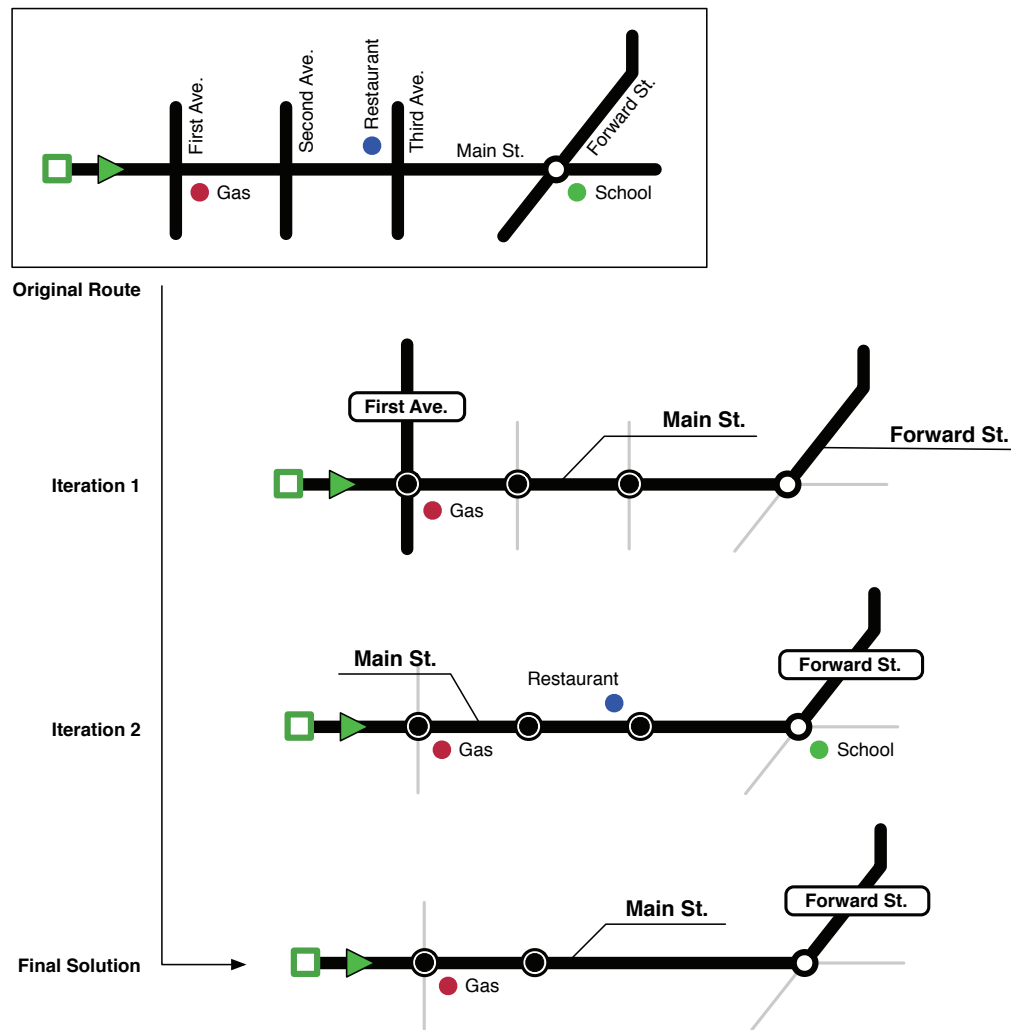 First Ave.
Second Ave.
Restaurant
Third Ave.
Main St.
Forward St.
Gas
School
Original Route
First Ave.
Main St.
Forward St.
Iteration 1
Gas
Main St.
Restaurant
Forward St.
Iteration 2
Gas
School
Main St.
Forward St.
Final Solution
Gas